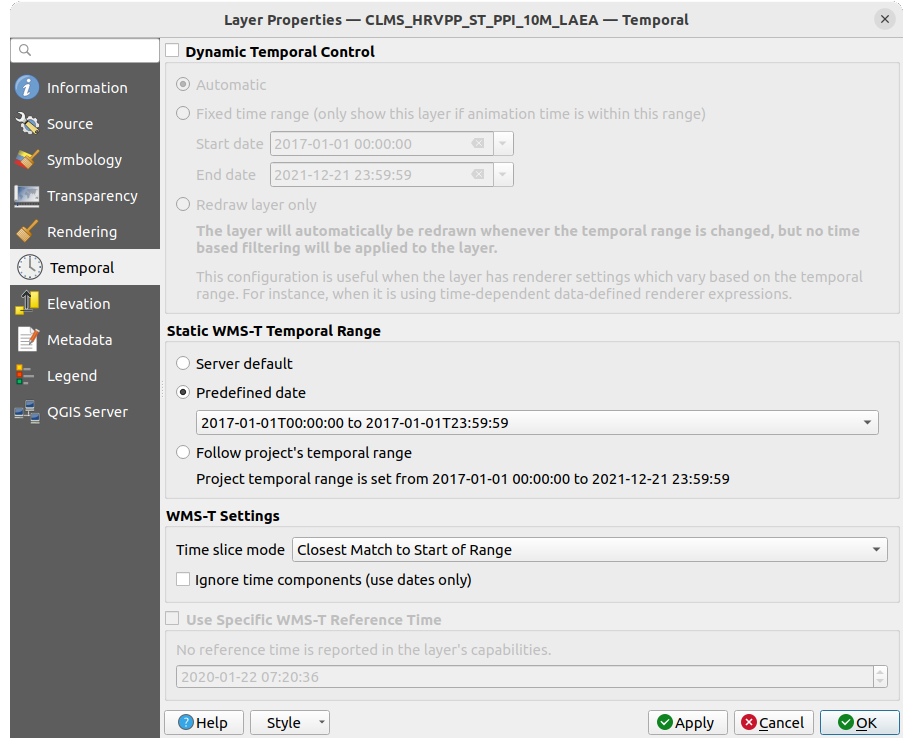 Layer Properties — CLMS_HRVPP_ST_PPI_10M_LAEA — Temporal
Information
Source
Symbology
Transparency
Rendering
Temporal
Elevation
Metadata
Legend
QGIS Server
Dynamic Temporal Control
Automatic
Fixed time range (only show this layer if animation time is within this range)
Start date 2017-01-01 00:00:00
End date 2021-12-21 23:59:59
Redraw layer only
The layer will automatically be redrawn whenever the temporal range is changed, but no time
based filtering will be applied to the layer.
This configuration is useful when the layer has renderer settings which vary based on the temporal
range. For instance, when it is using time-dependent data-defined renderer expressions.
Static WMS-T Temporal Range
Server default
Predefined date
2017-01-01T00:00:00 to 2017-01-01T23:59:59
Follow project's temporal range
Project temporal range is set from 2017-01-01 00:00:00 to 2021-12-21 23:59:59
WMS-T Settings
Time slice mode Closest Match to Start of Range
Ignore time components (use dates only)
Use Specific WMS-T Reference Time
No reference time is reported in the layer's capabilities.
2020-01-22 07:20:36
Help Style Apply Cancel OK